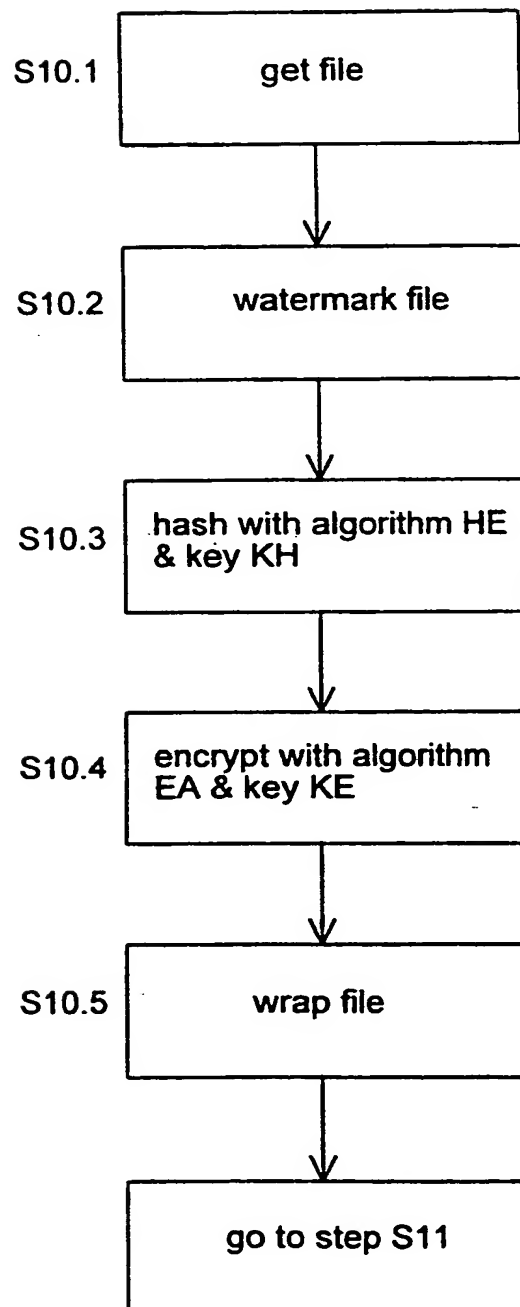 S10.1
get file
S10.2
watermark file
S10.3
hash with algorithm HE
& key KH
S10.4
encrypt with algorithm
EA & key KE
S10.5
wrap file
go to step S11